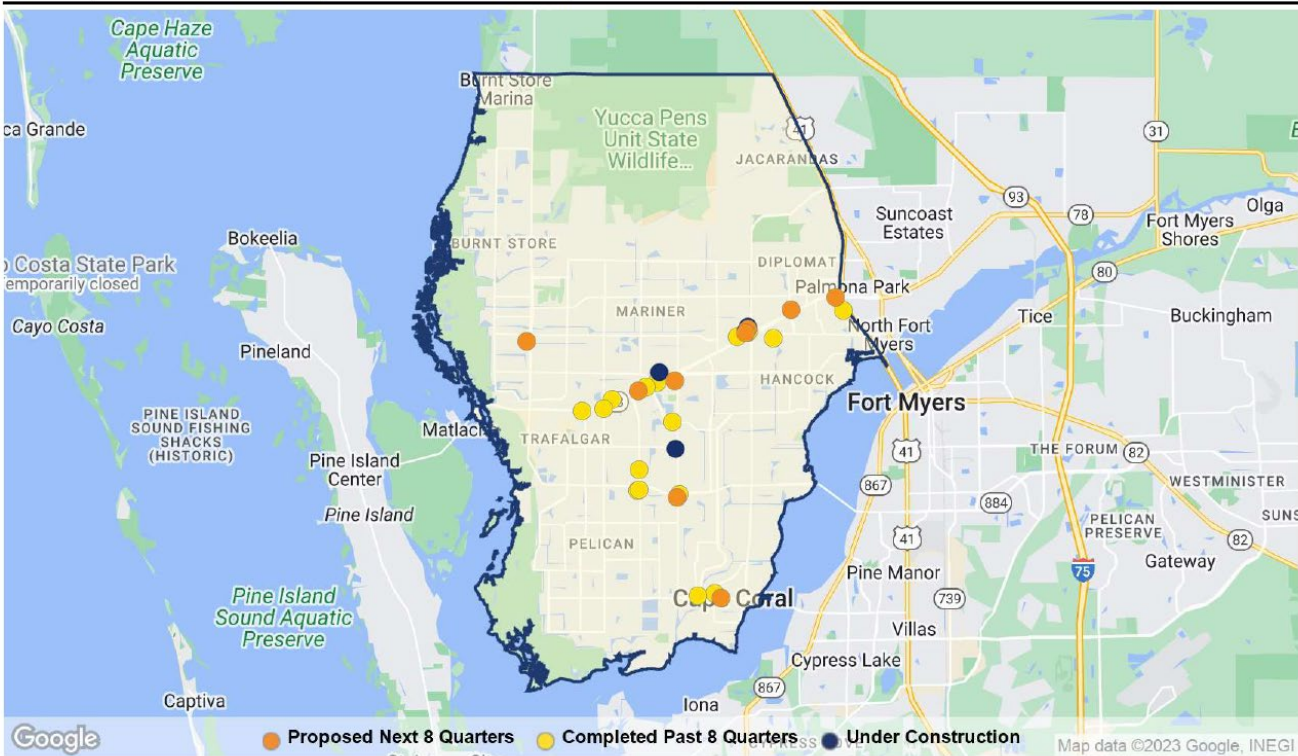 Cape Haze
Aquatic
Preserve
Burnt Store
Marina
Yucca Pens
Unit State
Wildlife...
41
31
ca Grande
JACARANDAS
93
78
Olga
Suncoast
Estates
Fort Myers
Shores
Bokeelia
BURNT STORE
o Costa State Park
Temporarily closed
DIPLOMAT
80
Palmona Park
Cayo Costa
MARINER
North Fort
Myers
Tice
Buckingham
Pineland
HANCOCK
Fort Myers
PINE ISLAND
SOUND FISHING
SHACKS
(HISTORIC)
Matlacha
TRAFALGAR
41
THE FORUM
82
Pine Island
Center
867
WESTMINISTER
884
Pine Island
41
PELICAN
PRESERVE
SUNS
82
Gateway
PELICAN
Pine Manor
75
Pine Island
Sound Aquatic
Preserve
Cape Coral
739
Villas
Cypress Lake
Captiva
Iona
867
Google
Proposed Next 8 Quarters
Completed Past 8 Quarters
Under Construction
Map data ©2023 Google, INEGI